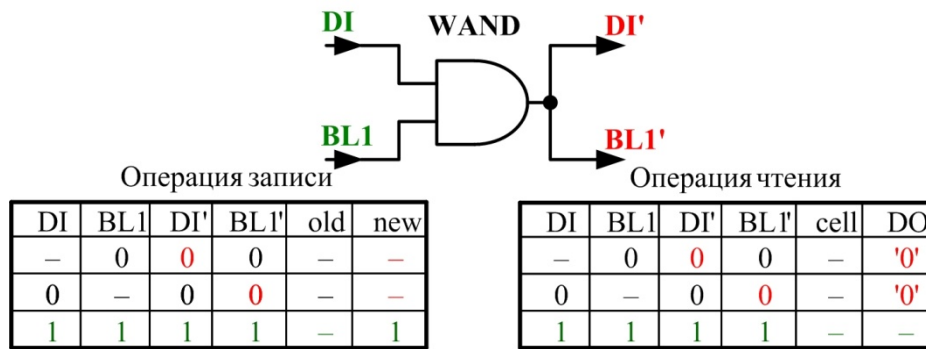 DI WAND DI'
BL1 BL1'
Операция записи
DI BL1 DI' BL1' old new
– 0 0 0 – –
0 – 0 0 – –
1 1 1 1 – 1
Операция чтения
DI BL1 DI' BL1' cell DO
– 0 0 0 – '0'
0 – 0 0 – '0'
1 1 1 1 – –